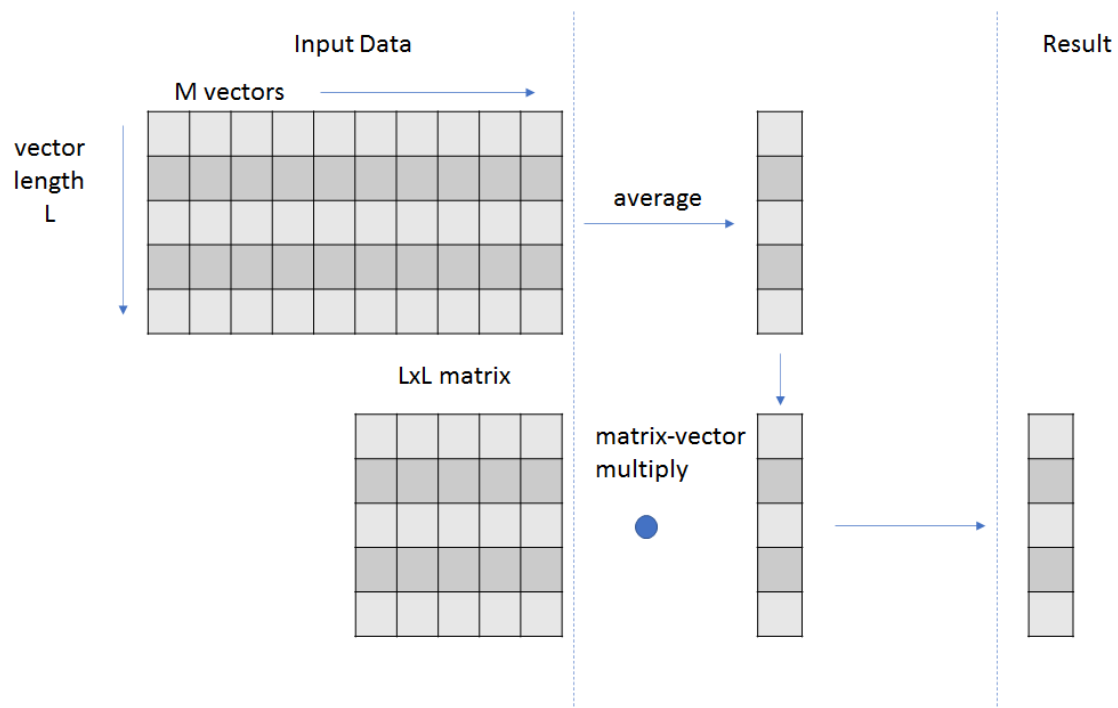 Input Data
Result
M vectors
vector
length
L
average
LxL matrix
matrix-vector
multiply